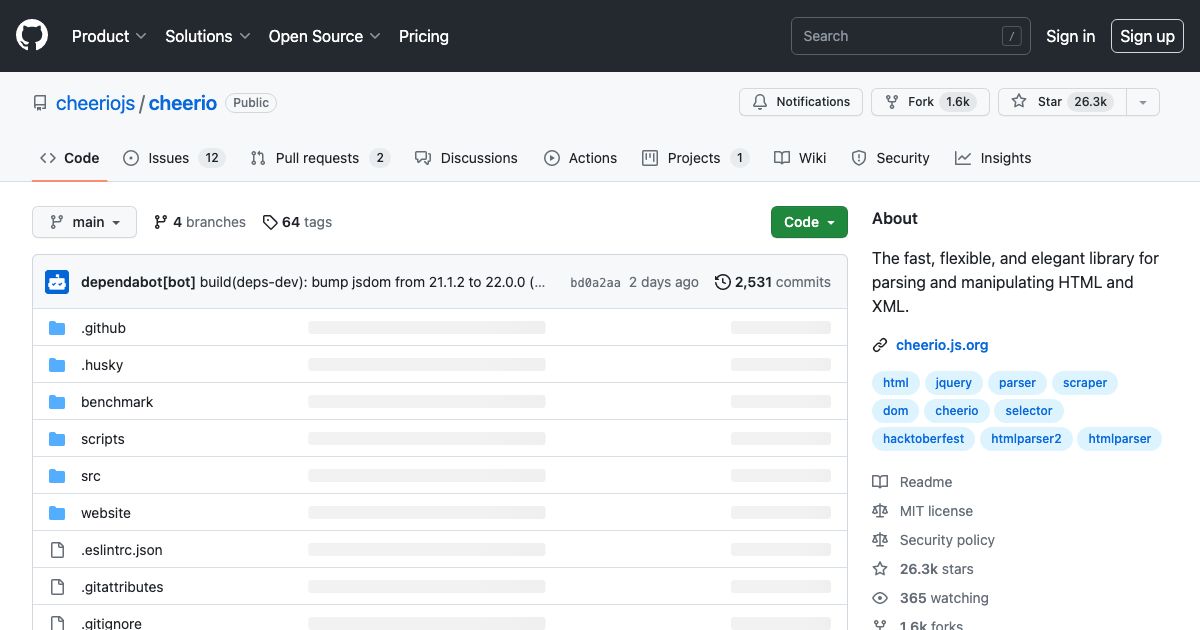 Product Solutions Open Source Pricing Search / Sign in Sign up
cheeriojs / cheerio Public Notifications Fork 1.6k Star 26.3k
Code Issues 12 Pull requests 2 Discussions Actions Projects 1 Wiki Security Insights
main 4 branches 64 tags Code
dependabot[bot] build(deps-dev): bump jsdom from 21.1.2 to 22.0.0 (... bd0a2aa 2 days ago 2,531 commits
.github
.husky
benchmark
scripts
src
website
.eslintrc.json
.gitattributes
.gitignore
About
The fast, flexible, and elegant library for
parsing and manipulating HTML and
XML.
cheerio.js.org
html jquery parser scraper
dom cheerio selector
hacktoberfest htmlparser2 htmlparser
Readme
MIT license
Security policy
26.3k stars
365 watching
1.6k forks